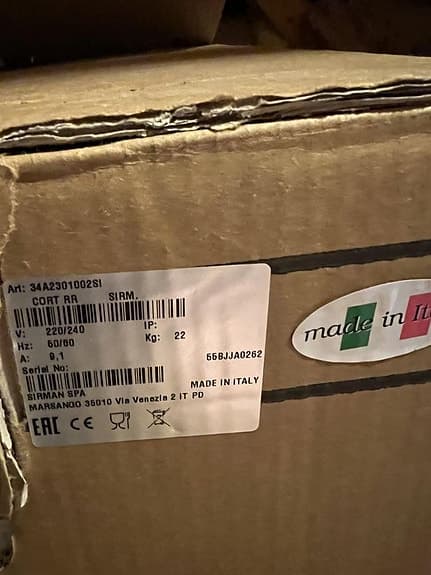 Art: 34A2301002SI
CORT RR SIRM.
V: 220/240 IP:
Hz: 50/60 Kg: 22
A: 9,1
Serial No: 55BJJA0262
MADE IN ITALY
SIRMAN SPA
MARSANGO 35010 Via Venezia 2 IT PD
EAC CE
made in It